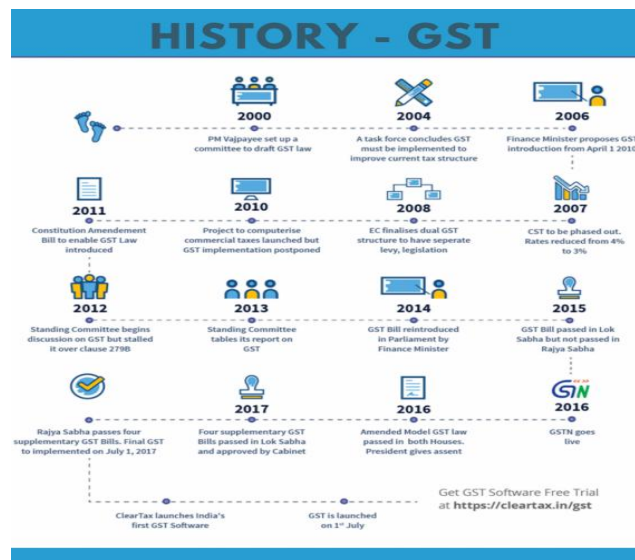 HISTORY - GST
2000
PM Vajpayee set up a
committee to draft GST law
2004
A task force concludes GST
must be implemented to
improve current tax structure
2006
Finance Minister proposes GST
introduction from April 1 2010
2011
Constitution Amendement
Bill to enable GST Law
introduced
2010
Project to computerise
commercial taxes launched but
GST implementation postponed
2008
EC finalises dual GST
structure to have seperate
levy, legislation
2007
CST to be phased out.
Rates reduced from 4%
to 3%
2012
Standing Committee begins
discussion on GST but stalled
it over clause 279B
2013
Standing Committee
tables its report on
GST
2014
GST Bill reintroduced
in Parliament by
Finance Minister
2015
GST Bill passed in Lok
Sabha but not passed in
Rajya Sabha
Rajya Sabha passes four
supplementary GST Bills. Final GST
to implemented on July 1, 2017
2017
Four supplementary GST
Bills passed in Lok Sabha
and approved by Cabinet
2016
Amended Model GST law
passed in both Houses.
President gives assent
GSTN
2016
GSTN goes
live
ClearTax launches India's
first GST Software
GST is launched
on 1st July
Get GST Software Free Trial
at https://cleartax.in/gst